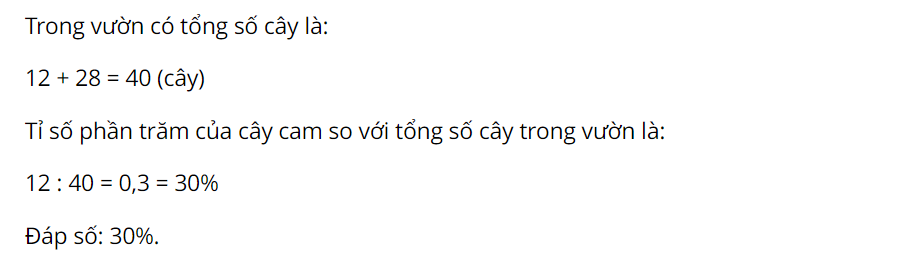 Trong vườn có tổng số cây là:
12 + 28 = 40 (cây)
Tỉ số phần trăm của cây cam so với tổng số cây trong vườn là:
12 : 40 = 0,3 = 30%
Đáp số: 30%.